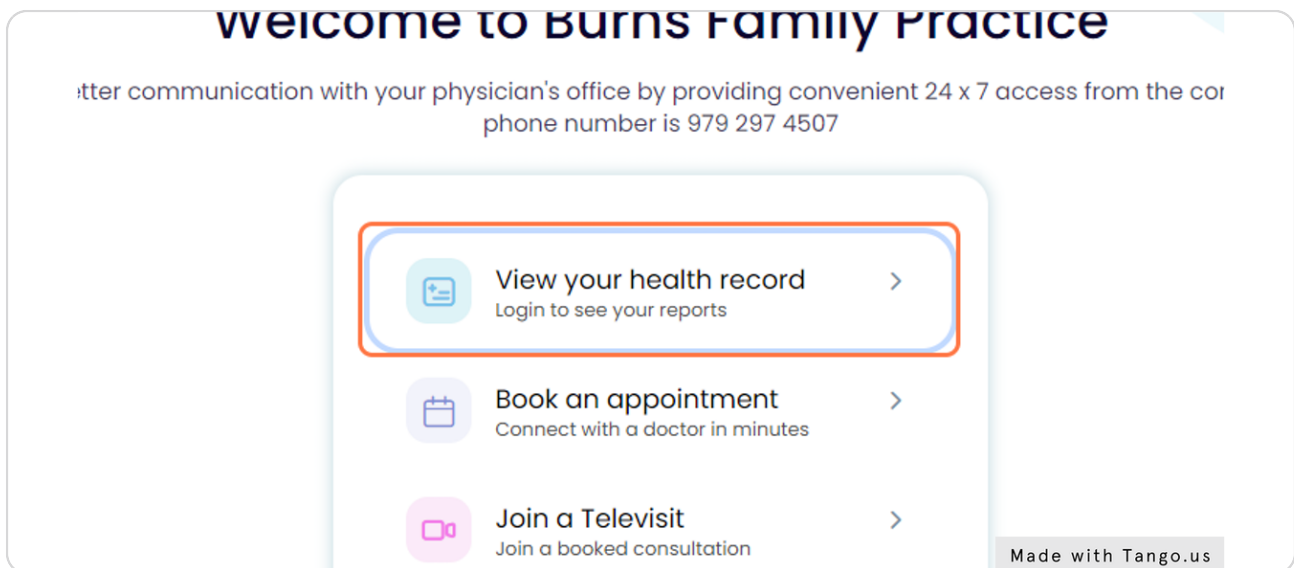 Welcome to Burns Family Practice
etter communication with your physician's office by providing convenient 24 x 7 access from the cor
phone number is 979 297 4507
View your health record
Login to see your reports
Book an appointment
Connect with a doctor in minutes
Join a Televisit
Join a booked consultation
Made with Tango.us